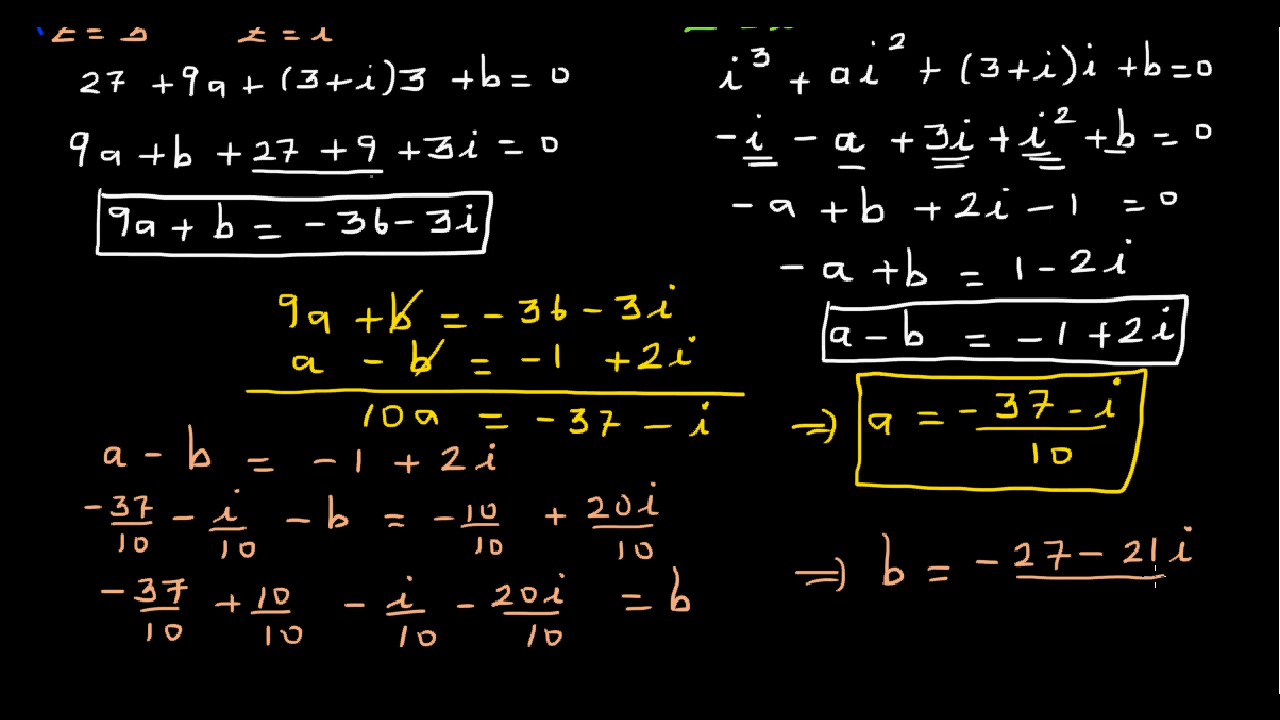 z = 3 z = i
27 + 9a + (3+i)3 + b = 0
9a + b + 27 + 9 + 3i = 0
9a + b = - 36 - 3i
i³ + ai² + (3+i)i + b = 0
- i - a + 3i + i² + b = 0
- a + b + 2i - 1 = 0
- a + b = 1 - 2i
a - b = - 1 + 2i
9a + b = - 36 - 3i
a - b = - 1 + 2i
10a = - 37 - i
⇒ a = (- 37 - i)/10
a - b = - 1 + 2i
- 37/10 - i/10 - b = - 10/10 + 20i/10
- 37/10 + 10/10 - i/10 - 20i/10 = b
⇒ b = - 27 - 21i